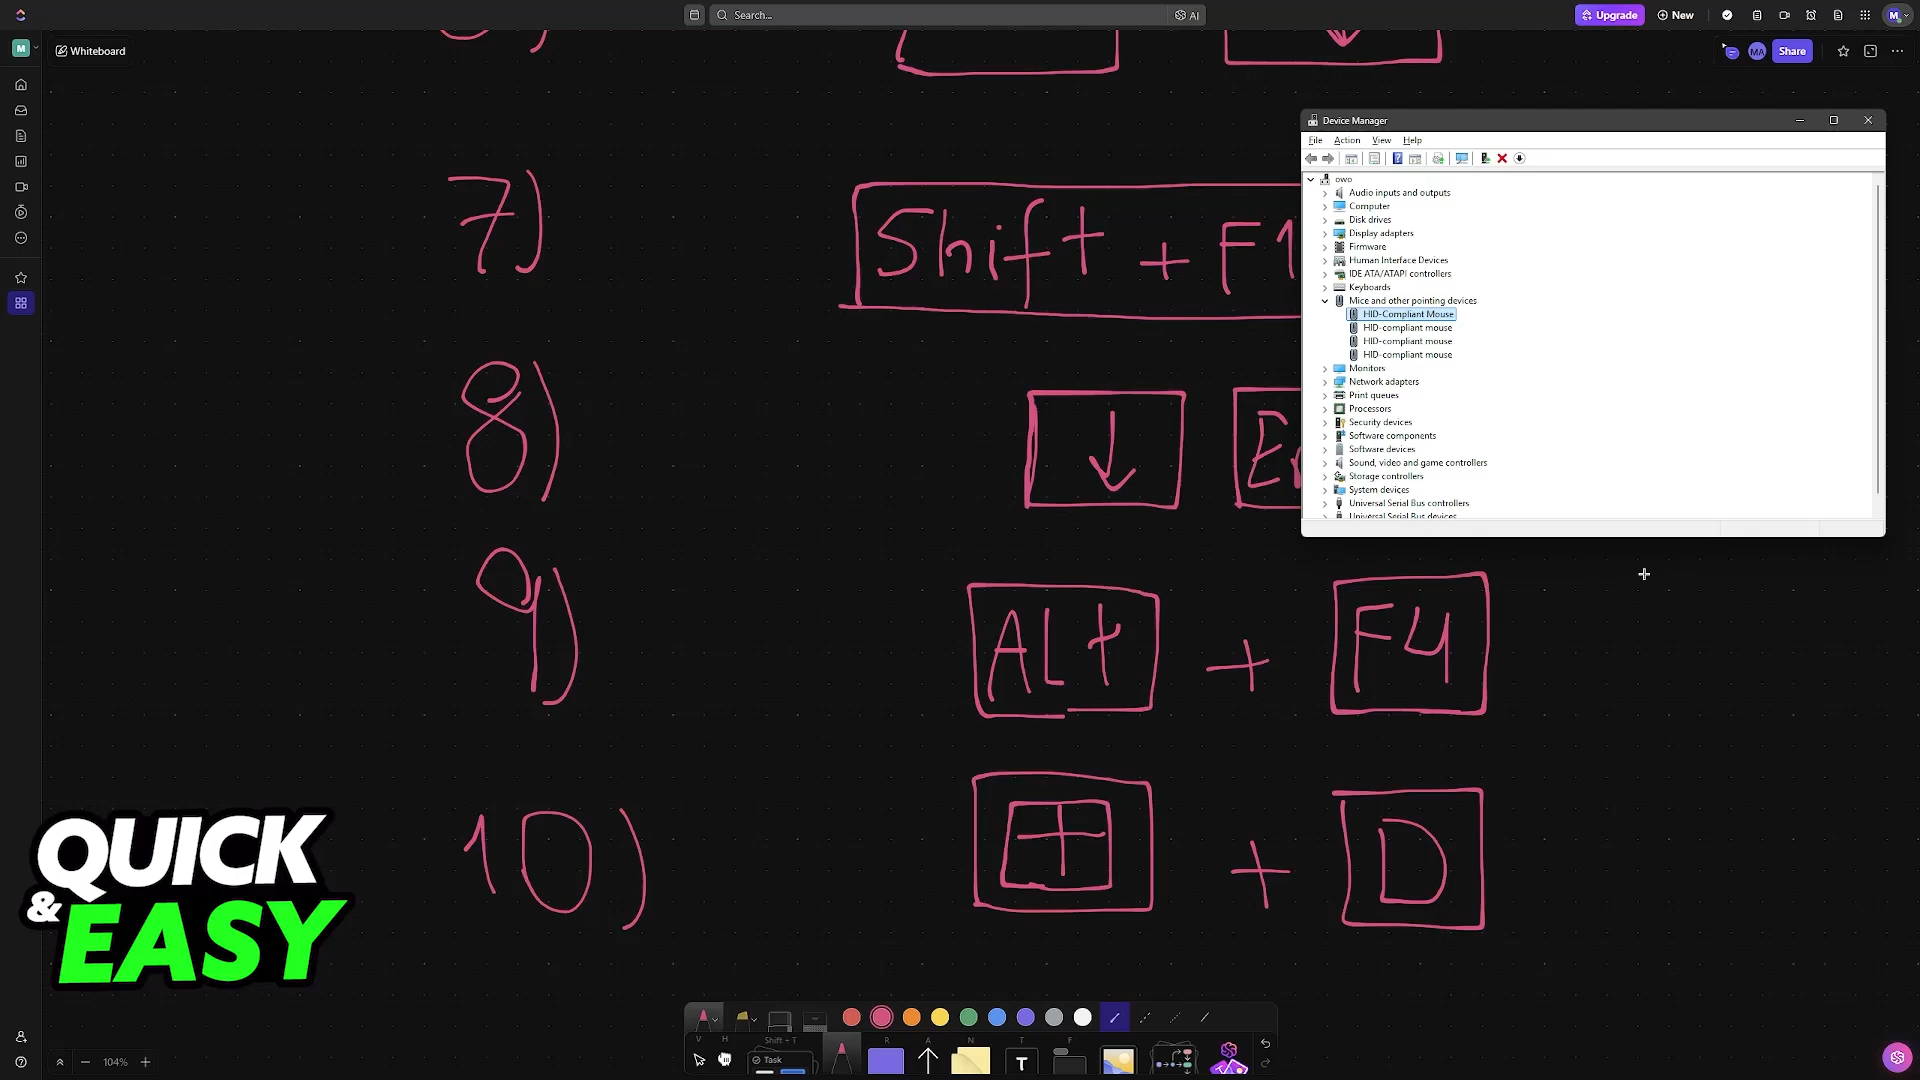 Search...
AI
Upgrade
New
M
M
Whiteboard
MA
Share
Device Manager
File Action View Help
owo
Audio inputs and outputs
Computer
Disk drives
Display adapters
Firmware
Human Interface Devices
IDE ATA/ATAPI controllers
Keyboards
Mice and other pointing devices
HID-Compliant Mouse
HID-compliant mouse
HID-compliant mouse
HID-compliant mouse
Monitors
Network adapters
Print queues
Processors
Security devices
Software components
Software devices
Sound, video and game controllers
Storage controllers
System devices
Universal Serial Bus controllers
Universal Serial Bus devices
7) Shift + F1
8) ↓ En
9) ALt + F4
10) + D
QUICK
& EASY
V H Shift + T R A N T F
Task
T
104%